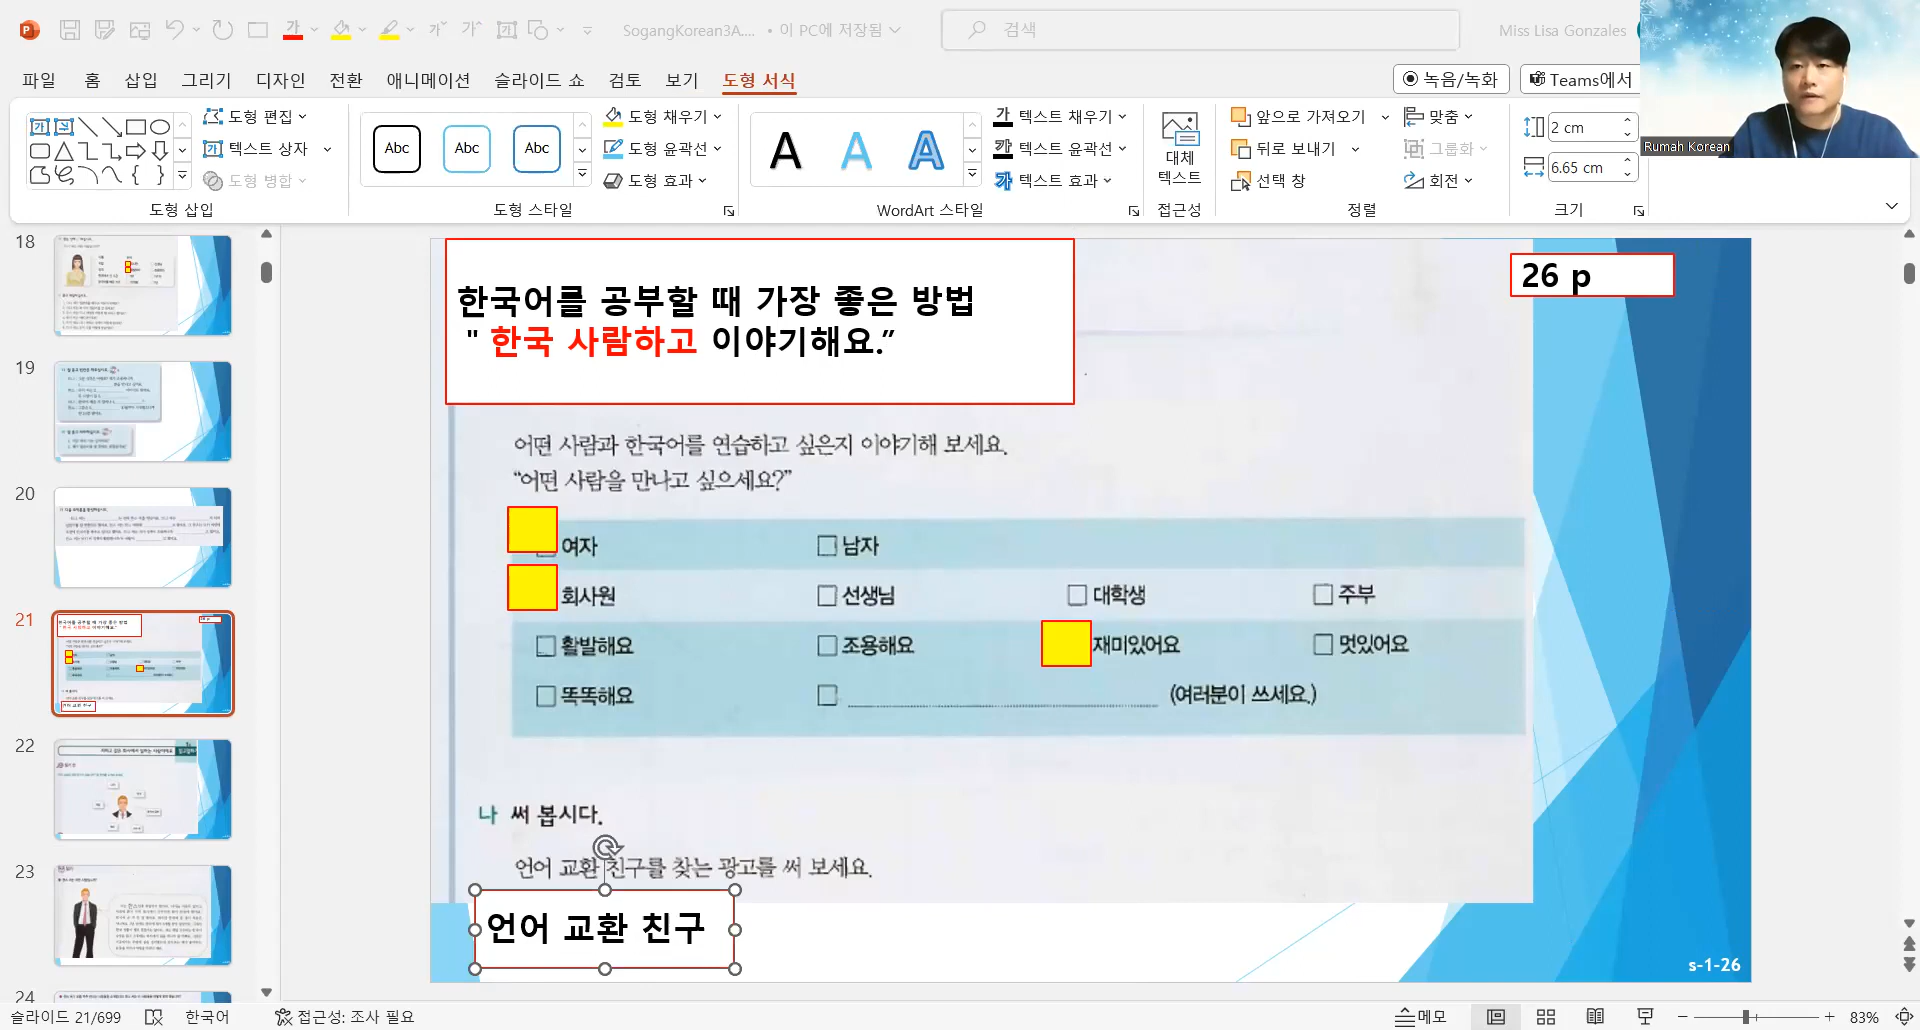 SogangKorean3A.... • 이 PC에 저장됨
검색
Miss Lisa Gonzales
파일 홈 삽입 그리기 디자인 전환 애니메이션 슬라이드 쇼 검토 보기 도형 서식
녹음/녹화 Teams에서
도형 편집
텍스트 상자
도형 병합
도형 삽입
Abc Abc Abc
도형 채우기
도형 윤곽선
도형 효과
도형 스타일
A A A
텍스트 채우기
텍스트 윤곽선
텍스트 효과
WordArt 스타일
대체
텍스트
접근성
앞으로 가져오기
뒤로 보내기
선택 창
맞춤
그룹화
회전
정렬
2 cm
6.65 cm
크기
Rumah Korean
18
19
20
21
22
23
24
한국어를 공부할 때 가장 좋은 방법
" 한국 사람하고 이야기해요.”
26 p
어떤 사람과 한국어를 연습하고 싶은지 이야기해 보세요.
“어떤 사람을 만나고 싶으세요?”
여자 남자
회사원 선생님 대학생 주부
활발해요 조용해요 재미있어요 멋있어요
똑똑해요 (여러분이 쓰세요.)
나 써 봅시다.
언어 교환 친구를 찾는 광고를 써 보세요.
언어 교환 친구
s-1-26
슬라이드 21/699 한국어 접근성: 조사 필요
메모 83%